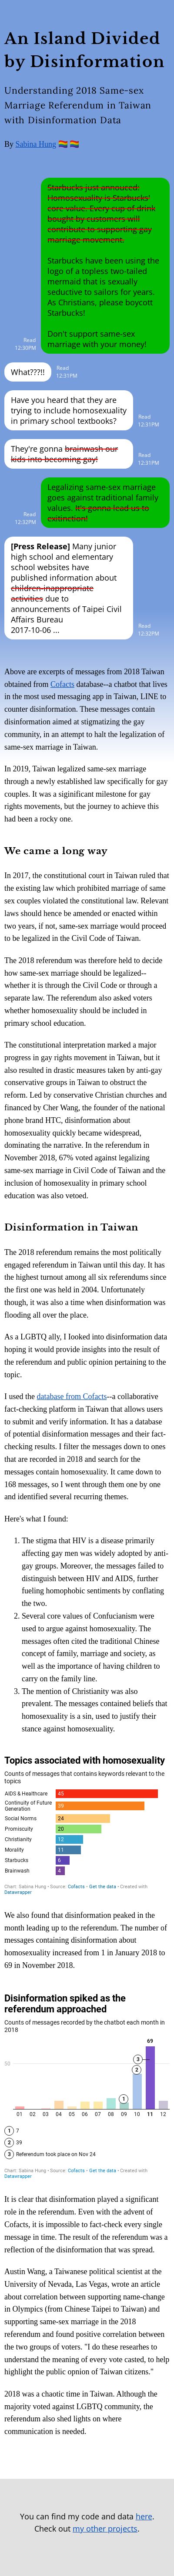 An Island Divided
by Disinformation
Understanding 2018 Same-sex
Marriage Referendum in Taiwan
with Disinformation Data
By Sabina Hung 🏳️‍🌈🏳️‍🌈
Starbucks just annouced:
Homosexuality is Starbucks'
core value. Every cup of drink
bought by customers will
contribute to supporting gay
marriage movement.
Starbucks have been using the
logo of a topless two-tailed
mermaid that is sexually
seductive to sailors for years.
As Christians, please boycott
Starbucks!
Don't support same-sex
marriage with your money!
Read
12:30PM
What???!!
Read
12:31PM
Have you heard that they are
trying to include homosexuality
in primary school textbooks?
Read
12:31PM
They're gonna brainwash our
kids into becoming gay!
Read
12:31PM
Legalizing same-sex marriage
goes against traditional family
values. It's gonna lead us to
exitinction!
Read
12:32PM
[Press Release] Many junior
high school and elementary
school websites have
published information about
children-inappropriate
activities due to
announcements of Taipei Civil
Affairs Bureau
2017-10-06 ...
Read
12:32PM
Above are excerpts of messages from 2018 Taiwan
obtained from Cofacts database--a chatbot that lives
in the most used messaging app in Taiwan, LINE to
counter disinformation. These messages contain
disinformation aimed at stigmatizing the gay
community, in an attempt to halt the legalization of
same-sex marriage in Taiwan.
In 2019, Taiwan legalized same-sex marriage
through a newly established law specifically for gay
couples. It was a significant milestone for gay
rights movements, but the journey to achieve this
had been a rocky one.
We came a long way
In 2017, the constitutional court in Taiwan ruled that
the existing law which prohibited marriage of same
sex couples violated the constitutional law. Relevant
laws should therefore be amended or enacted within
two years, if not, same-sex marriage would proceed
to be legalized in the Civil Code of Taiwan.
The 2018 referendum was therefore held to decide
how same-sex marriage should be legalized--
whether it is through the Civil Code or through a
separate law. The referendum also asked voters
whether homosexuality should be included in
primary school education.
The constitutional interpretation marked a major
progress in gay rights movement in Taiwan, but it
also resulted in drastic measures taken by anti-gay
conservative groups in Taiwan to obstruct the
reform. Led by conservative Christian churches and
financed by Cher Wang, the founder of the national
phone brand HTC, disinformation about
homosexuality quickly became widespread,
dominating the narrative. In the referendum in
November 2018, 67% voted against legalizing
same-sex marriage in Civil Code of Taiwan and the
inclusion of homosexuality in primary school
education was also vetoed.
Disinformation in Taiwan
The 2018 referendum remains the most politically
engaged referendum in Taiwan until this day. It has
the highest turnout among all six referendums since
the first one was held in 2004. Unfortunately
though, it was also a time when disinformation was
flooding all over the place.
As a LGBTQ ally, I looked into disinformation data
hoping it would provide insights into the result of
the referendum and public opinion pertaining the
topic.
I used the database from Cofacts--a collaborative
fact-checking platform in Taiwan that allows users
to submit and verify information. It has a database
of potential disinformation messages and their fact-
checking results. I filter the messages down to ones
that are recorded in 2018 and search for the
messages contain homosexuality. It came down to
168 messages, so I went through them one by one
and identified several recurring themes.
Here's what I found:
1. The stigma that HIV is a disease primarily
affecting gay men was widely adopted by anti-
gay groups. Moreover, the messages failed to
distinguish between HIV and AIDS, further
instigated homophobic sentiments by conflating
the two.
2. Several core values of Confucianism were
used to argue against homosexuality. The
messages often cited the traditional Chinese
concept of family, marriage and society, as
well as the importance of having children to
carry on the family line.
3. The mention of Christianity was also
prevalent. The messages contained beliefs that
homosexuality is a sin, used to justify their
stance against homosexuality.
Topics associated with homosexuality
Counts of messages that contains keywords relevant to the
topics
AIDS & Healthcare 45
Continuity of Future
Generation 39
Social Norms 24
Promiscuity 20
Christianity 12
Morality 11
Starbucks 6
Brainwash 4
Chart: Sabina Hung • Source: Cofacts • Get the data • Created with
Datawrapper
We also found that disinformation peaked in the
month leading up to the referendum. The number of
messages containing disinformation about
homosexuality increased from 1 in January 2018 to
69 in November 2018.
Disinformation spiked as the
referendum approached
Counts of messages recorded by the chatbot each month in
2018
69
3
2
50
1
01 02 03 04 05 06 07 08 09 10 11 12
1 7
2 39
3 Referendum took place on Nov 24
Chart: Sabina Hung • Source: Cofacts • Get the data • Created with
Datawrapper
It is clear that disinformation played a significant
role in the referendum. Even with the advent of
Cofacts, it is impossible to fact-check every single
message in time. The result of the referendum was a
reflection of the disinformation that was spread.
Austin Wang, a Taiwanese political scientist at the
University of Nevada, Las Vegas, wrote an article
about correlation between supporting name-change
in Olympics (from Chinese Taipei to Taiwan) and
supporting same-sex marriage in the 2018
referendum and found positive correlation between
the two groups of voters. "I do these researches to
understand the meaning of every vote casted, to help
highlight the public opinion of Taiwan citizens."
2018 was a chaotic time in Taiwan. Although the
majority voted against LGBTQ community, the
referendum also shed lights on where
communication is needed.
You can find my code and data here.
Check out my other projects.